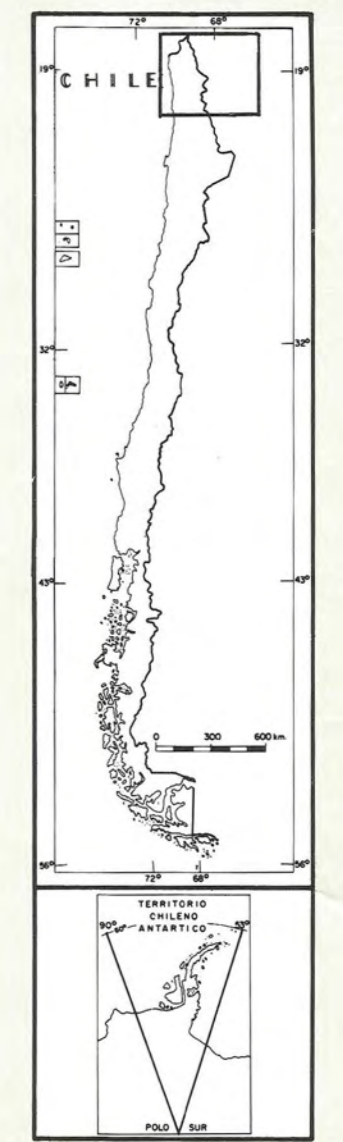 72° 68°
19° 19°
CHILE
32° 32°
43° 43°
0 300 600 km.
56° 56°
72° 68°
TERRITORIO
CHILENO
ANTARTICO
90° 60° 53°
POLO SUR